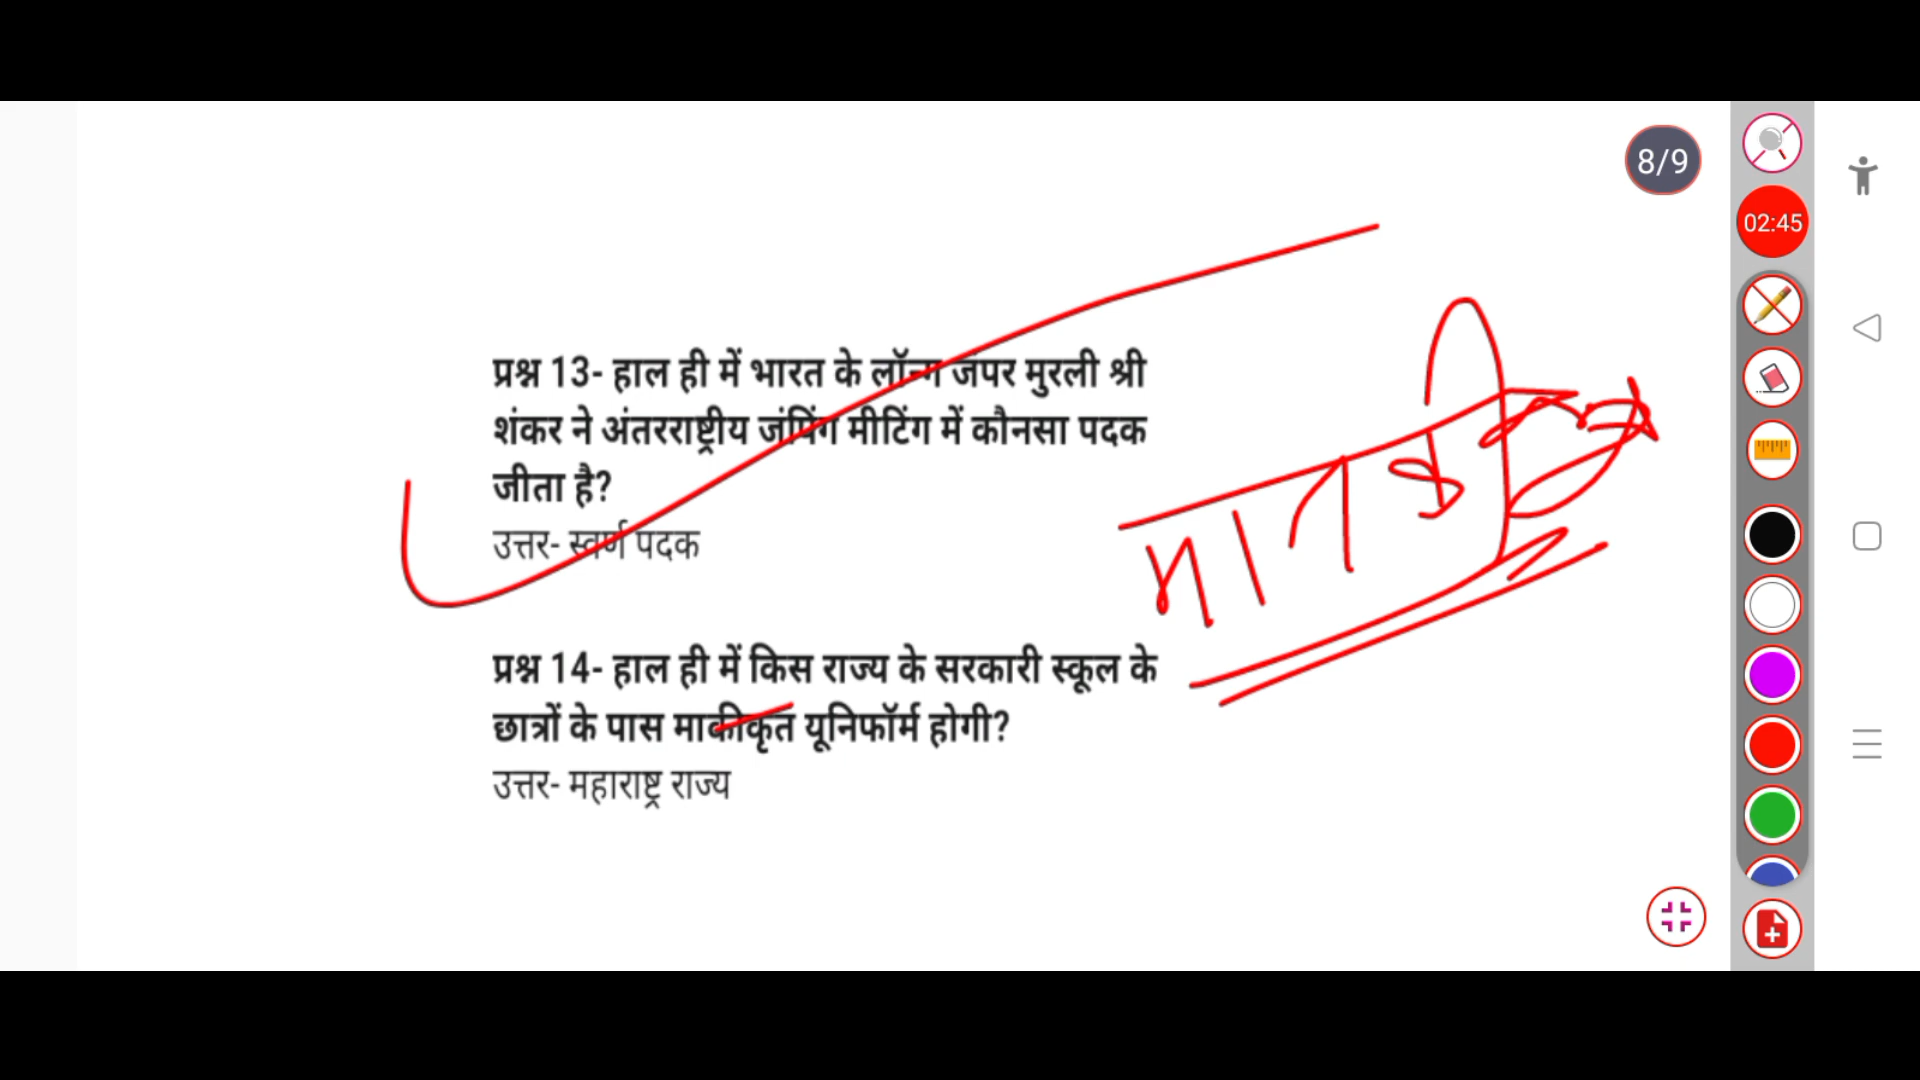 8/9
02:45
प्रश्न 13- हाल ही में भारत के लॉन्ग जंपर मुरली श्री
शंकर ने अंतरराष्ट्रीय जंपिंग मीटिंग में कौनसा पदक
जीता है?
उत्तर- स्वर्ण पदक
प्रश्न 14- हाल ही में किस राज्य के सरकारी स्कूल के
छात्रों के पास माकीकृत यूनिफॉर्म होगी?
उत्तर- महाराष्ट्र राज्य